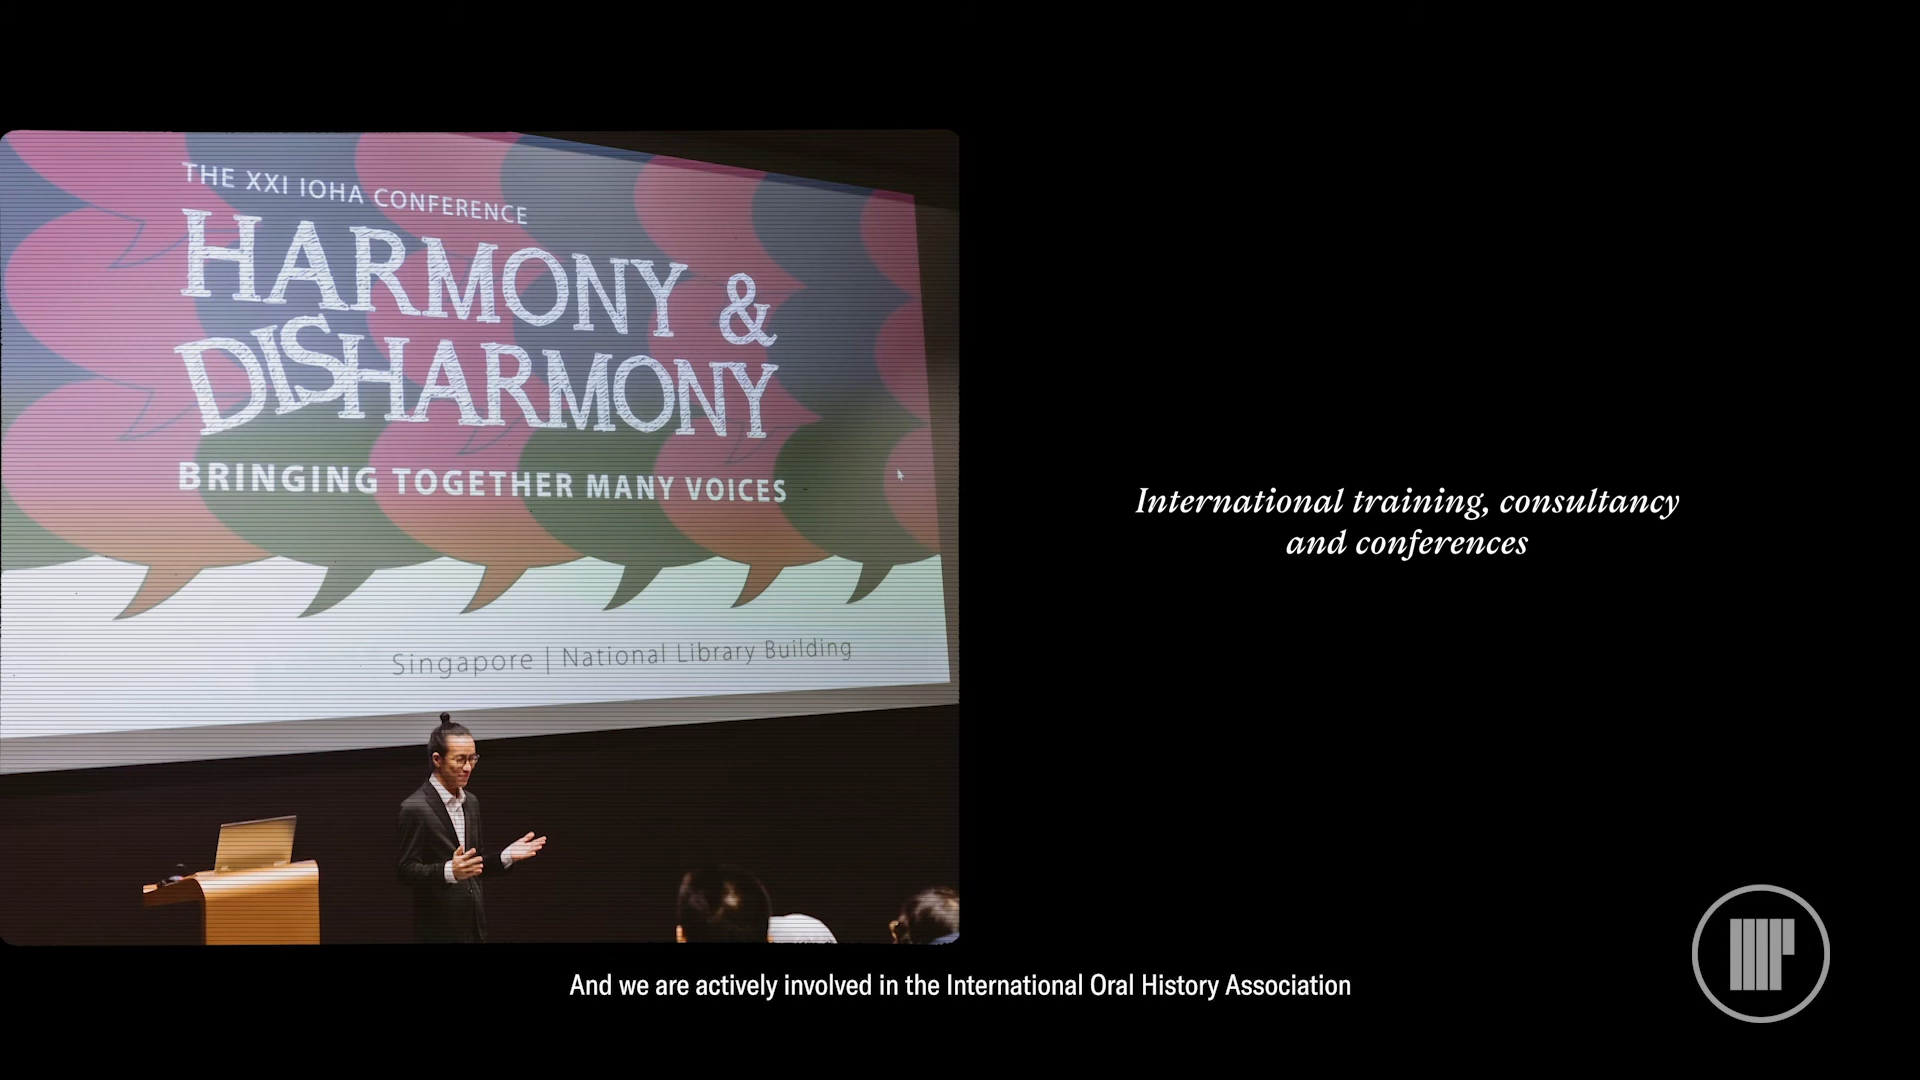 THE XXI IOHA CONFERENCE
HARMONY &
DISHARMONY
BRINGING TOGETHER MANY VOICES
Singapore | National Library Building
International training, consultancy
and conferences
And we are actively involved in the International Oral History Association